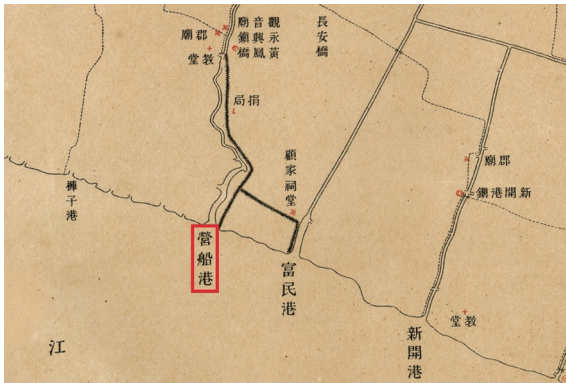 長安橋
觀音廟
永興鎮
黃鳳橋
郡廟
教堂
捐局
顧家祠堂
郡廟
新開港鎮
褲子港
營船港
富民港
教堂
新開港
江